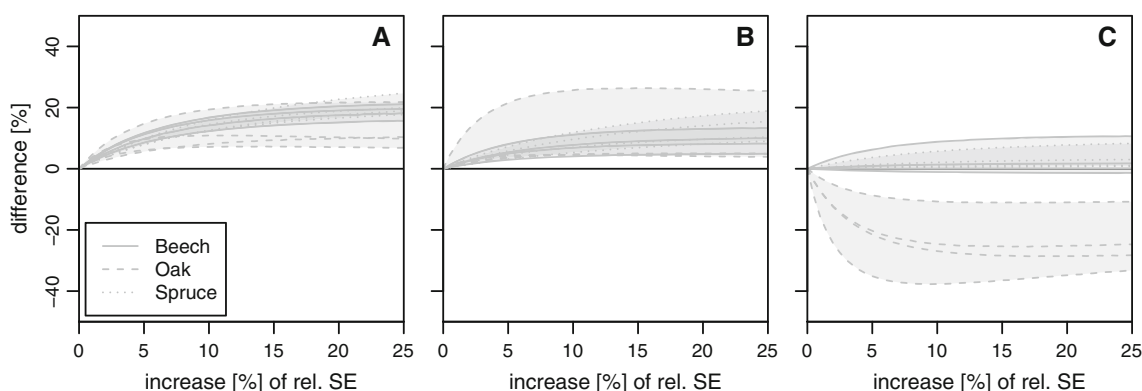 A
B
C
difference [%]
40
20
0
−20
−40
Beech
Oak
Spruce
0 5 10 15 20 25
0 5 10 15 20 25
0 5 10 15 20 25
increase [%] of rel. SE
increase [%] of rel. SE
increase [%] of rel. SE